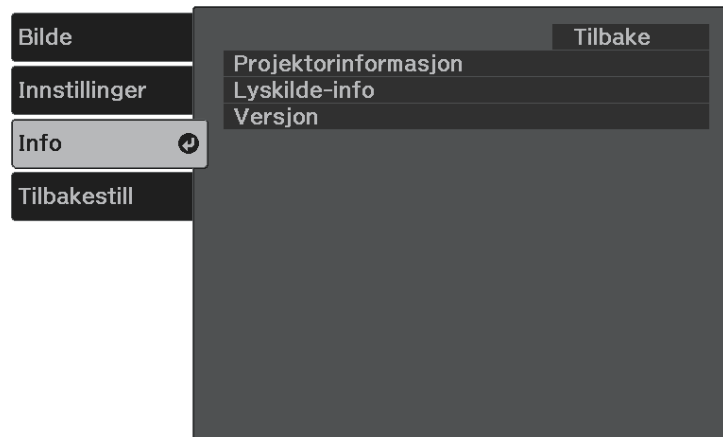 Bilde
Innstillinger
Info
Tilbakestill
Tilbake
Projektorinformasjon
Lyskilde-info
Versjon